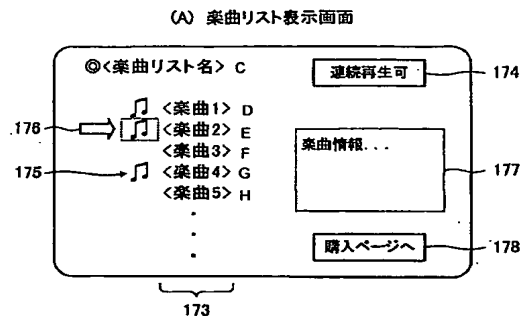 (A) 楽曲リスト表示画面
◎<楽曲リスト名> C
連続再生可
174
<楽曲1> D
176
<楽曲2> E
<楽曲3> F
楽曲情報...
175
<楽曲4> G
177
<楽曲5> H
購入ページへ
178
173